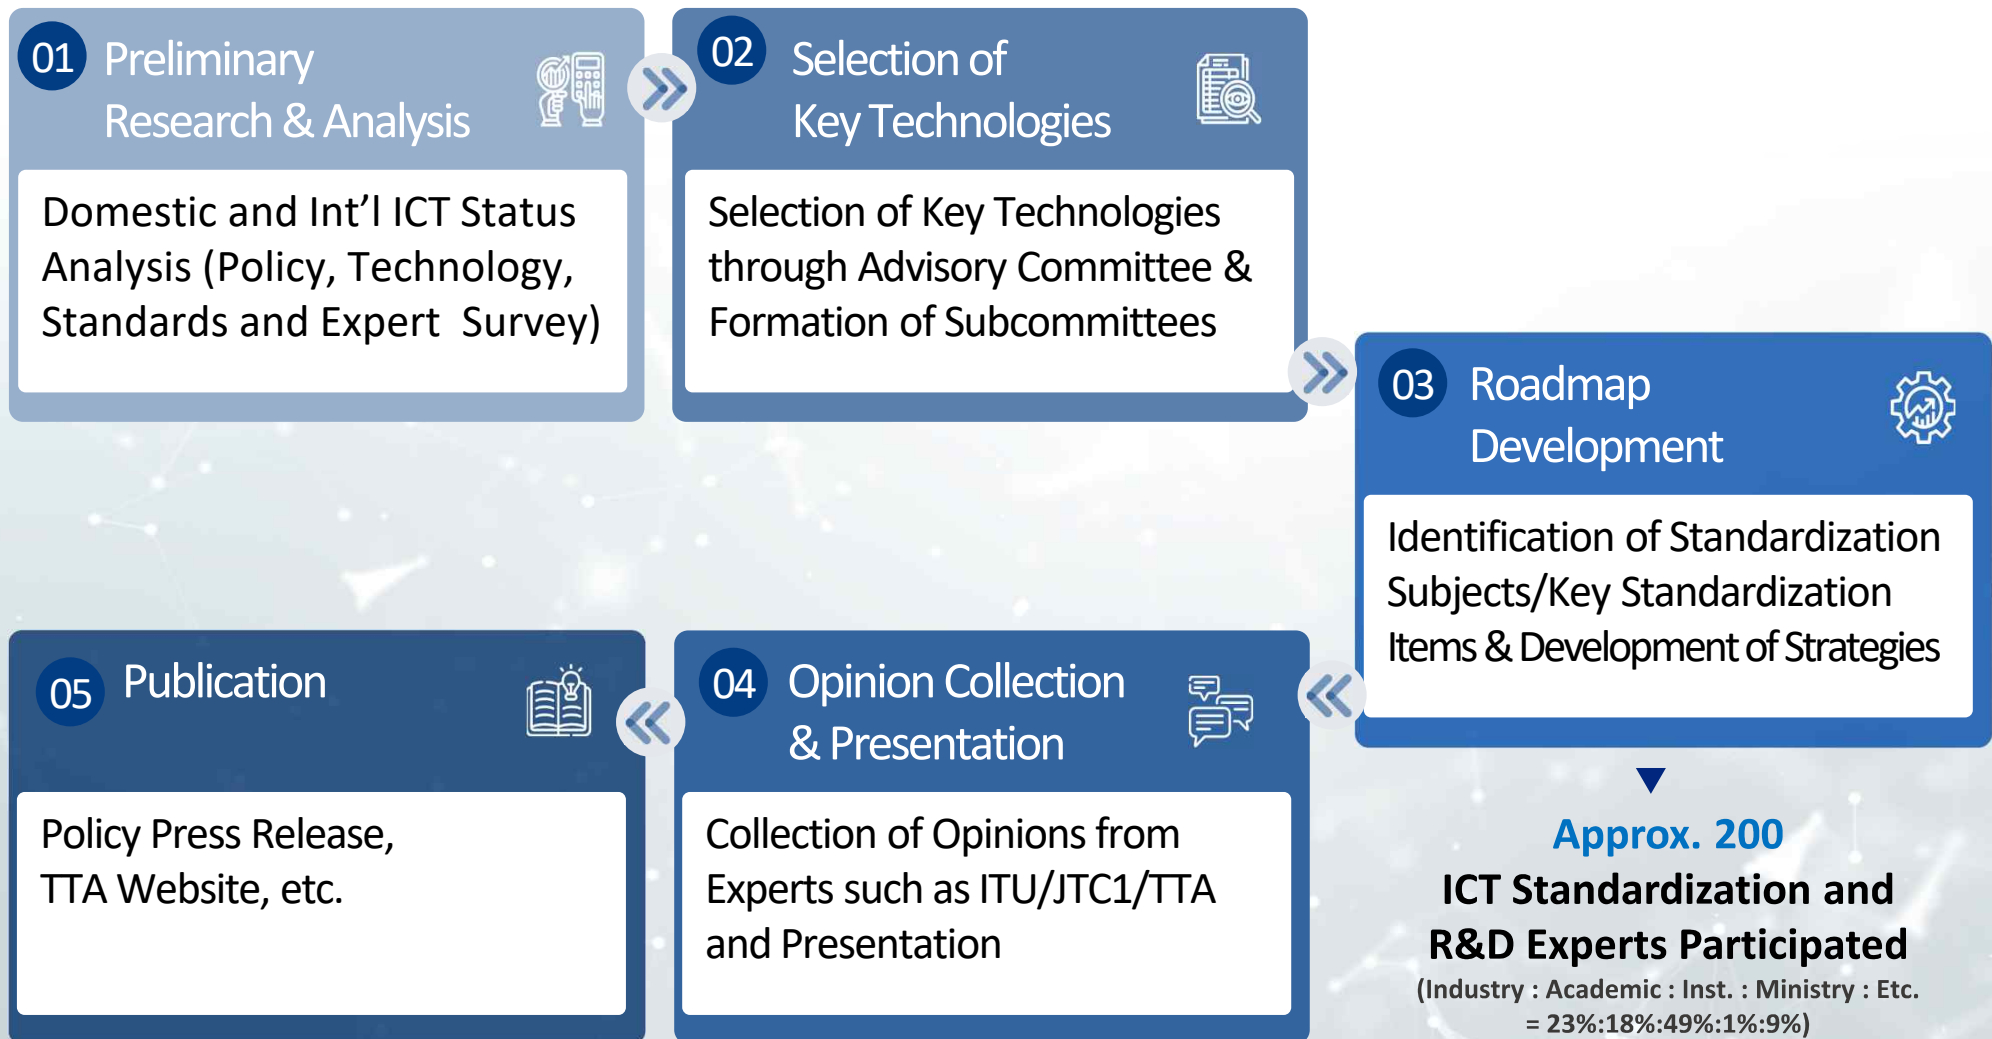 01 Preliminary
Research & Analysis
Domestic and Int'l ICT Status
Analysis (Policy, Technology,
Standards and Expert Survey)
02 Selection of
Key Technologies
Selection of Key Technologies
through Advisory Committee &
Formation of Subcommittees
03 Roadmap
Development
Identification of Standardization
Subjects/Key Standardization
Items & Development of Strategies
Approx. 200
ICT Standardization and
R&D Experts Participated
(Industry : Academic : Inst. : Ministry : Etc.
= 23%:18%:49%:1%:9%)
04 Opinion Collection
& Presentation
Collection of Opinions from
Experts such as ITU/JTC1/TTA
and Presentation
05 Publication
Policy Press Release,
TTA Website, etc.